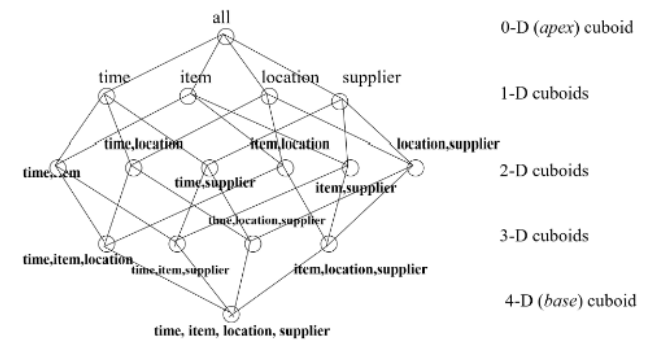 all
0-D (apex) cuboid
time
item
location
supplier
1-D cuboids
time,location
item,location
location,supplier
time,item
time,supplier
item,supplier
2-D cuboids
time,location,supplier
3-D cuboids
time,item,location
time,item,supplier
item,location,supplier
4-D (base) cuboid
time, item, location, supplier